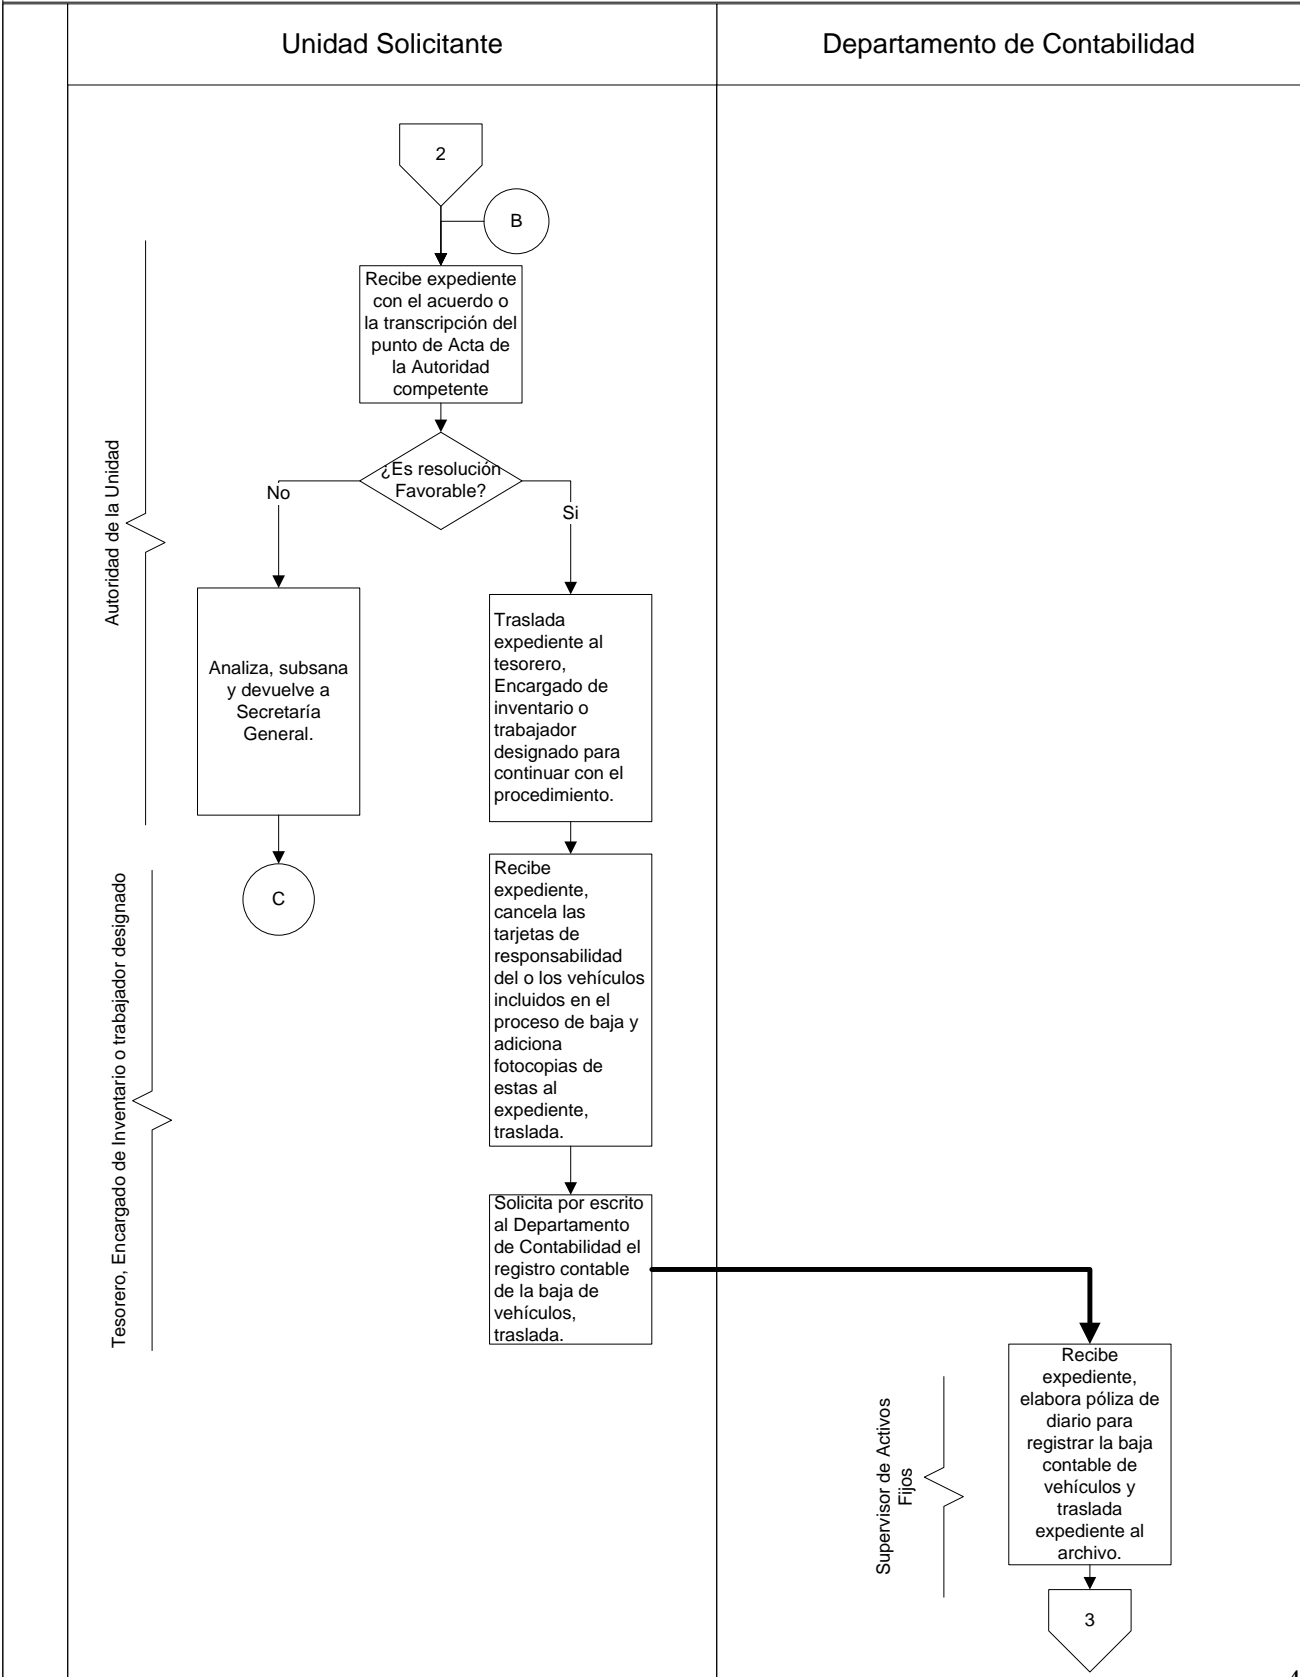 Unidad Solicitante
Departamento de Contabilidad
2
B
Recibe expediente
con el acuerdo o
la transcripción del
punto de Acta de
la Autoridad
competente
¿Es resolución
Favorable?
No
Si
Autoridad de la Unidad
Analiza, subsana
y devuelve a
Secretaría
General.
Traslada
expediente al
tesorero,
Encargado de
inventario o
trabajador
designado para
continuar con el
procedimiento.
C
Tesorero, Encargado de Inventario o trabajador designado
Recibe
expediente,
cancela las
tarjetas de
responsabilidad
del o los vehículos
incluidos en el
proceso de baja y
adiciona
fotocopias de
estas al
expediente,
traslada.
Solicita por escrito
al Departamento
de Contabilidad el
registro contable
de la baja de
vehículos,
traslada.
Supervisor de Activos
Fijos
Recibe
expediente,
elabora póliza de
diario para
registrar la baja
contable de
vehículos y
traslada
expediente al
archivo.
3